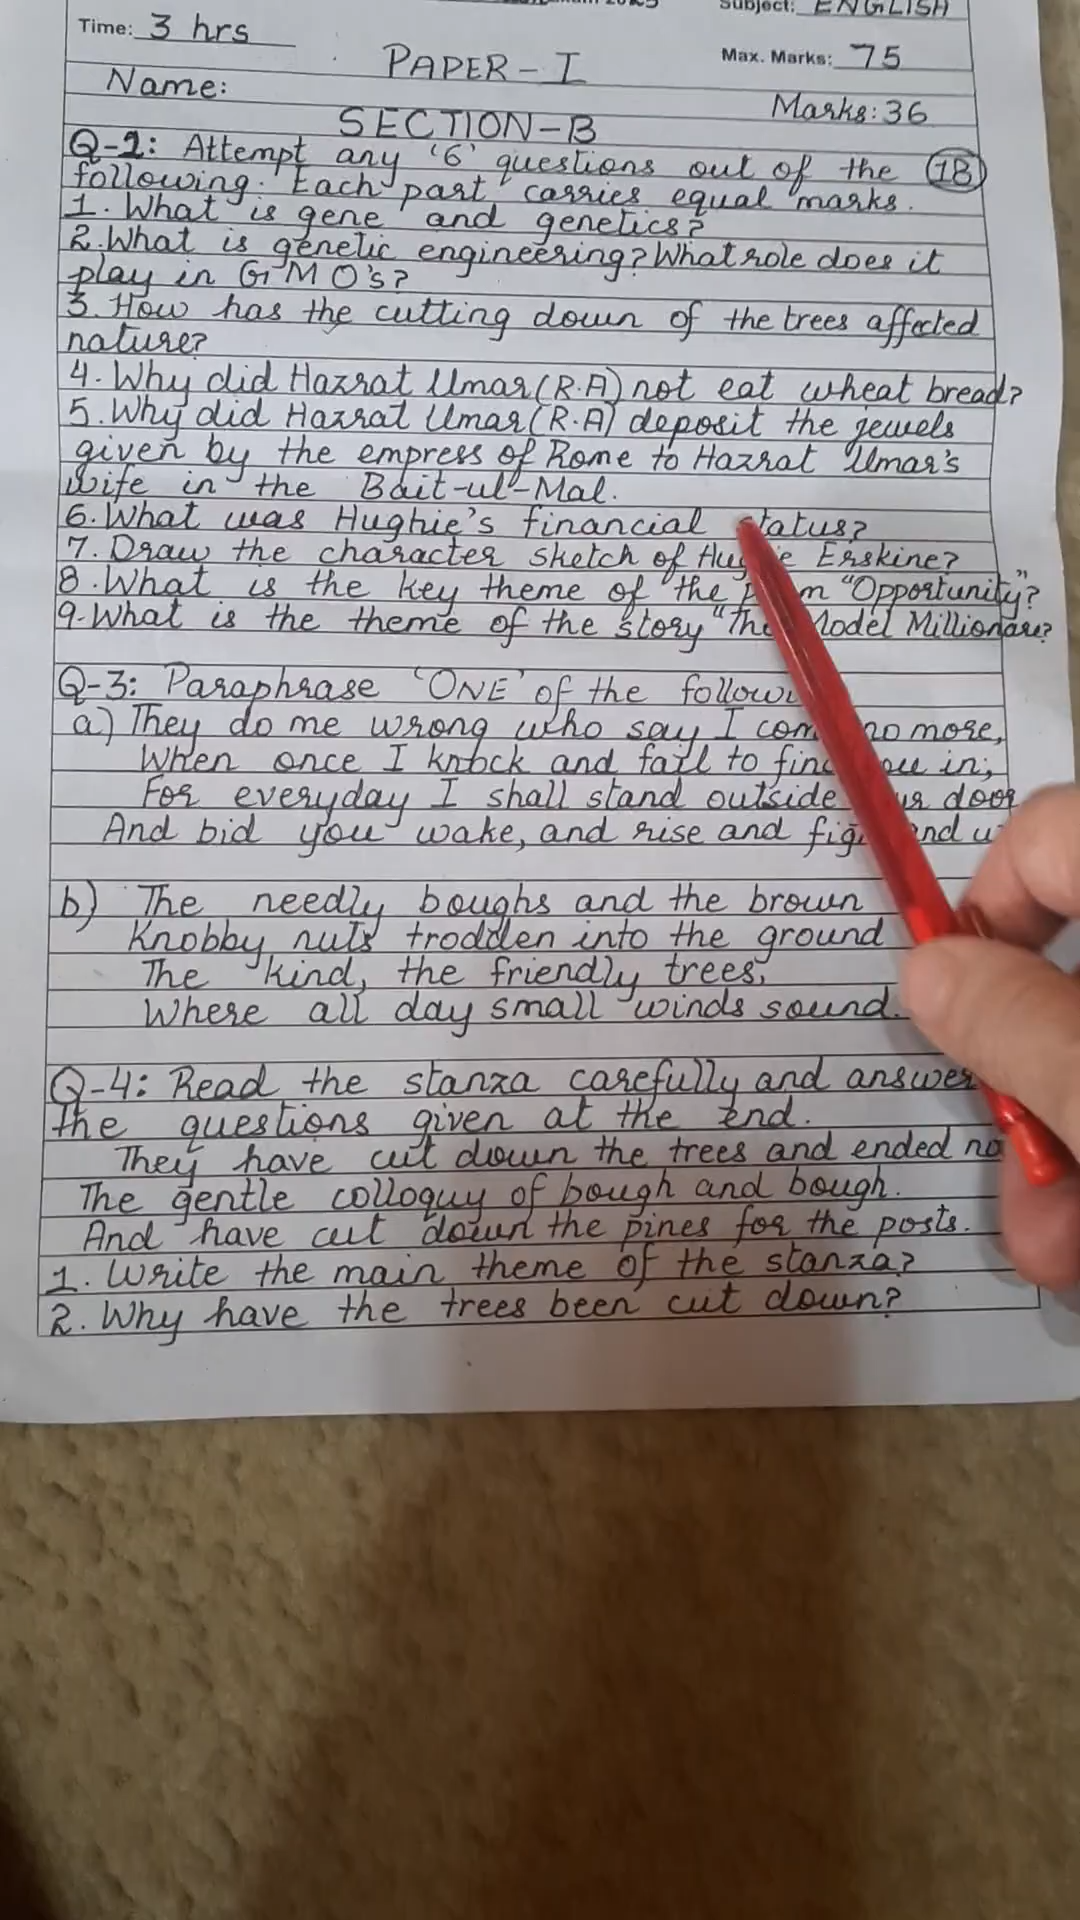 Subject: ENGLISH
Time: 3 hrs
PAPER-I
Max. Marks: 75
Name:
Marks: 36
SECTION-B
Q-2: Attempt any '6' questions out of the (18)
following. Each part carries equal marks.
1. What is gene and genetics?
2. What is genetic engineering? What role does it
play in GMO's?
3. How has the cutting down of the trees affected
nature?
4. Why did Hazrat Umar(R.A) not eat wheat bread?
5. Why did Hazrat Umar(R.A) deposit the jewels
given by the empress of Rome to Hazrat Umar's
wife in the Bait-ul-Mal.
6. What was Hughie's financial status?
7. Draw the character sketch of Hughie Erskine?
8. What is the key theme of the poem "Opportunity"?
9. What is the theme of the story "The Model Millionare?
Q-3: Paraphrase 'ONE' of the
a) They do me wrong who say I come no more,
When once I knock and fail to find you in;
For everyday I shall stand outside your door
And bid you wake, and rise and fight and
b) The needly boughs and the brown
Knobby nuts trodden into the ground
The kind, the friendly trees,
Where all day small winds sound.
Q-4: Read the stanza carefully and answer
the questions given at the end.
They have cut down the trees and ended
The gentle colloquy of bough and bough.
And have cut down the pines for the posts.
1. Write the main theme of the stanza?
2. Why have the trees been cut down?